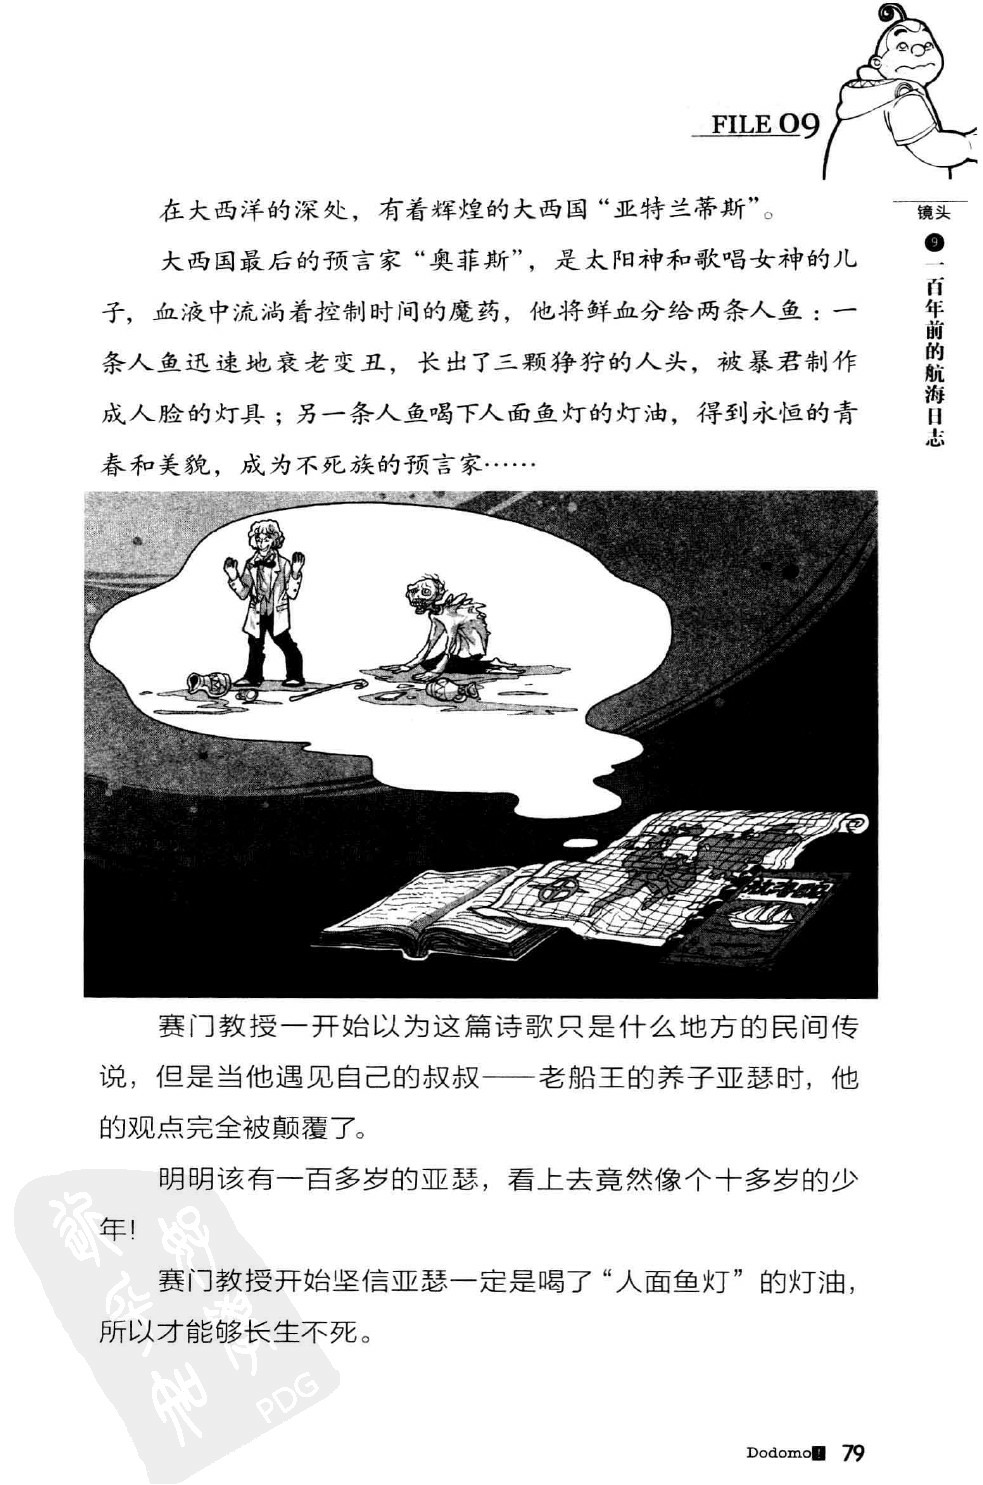 FILE 09
镜头
9
一百年前的航海日志
在大西洋的深处，有着辉煌的大西国“亚特兰蒂斯”。
大西国最后的预言家“奥菲斯”，是太阳神和歌唱女神的儿
子，血液中流淌着控制时间的魔药，他将鲜血分给两条人鱼：一
条人鱼迅速地衰老变丑，长出了三颗狰狞的人头，被暴君制作
成人脸的灯具；另一条人鱼喝下人面鱼灯的灯油，得到永恒的青
春和美貌，成为不死族的预言家……
赛门教授一开始以为这篇诗歌只是什么地方的民间传
说，但是当他遇见自己的叔叔——老船王的养子亚瑟时，他
的观点完全被颠覆了。
明明该有一百多岁的亚瑟，看上去竟然像个十多岁的少
年！
赛门教授开始坚信亚瑟一定是喝了“人面鱼灯”的灯油，
所以才能够长生不死。
PDG
Dodomo! 79